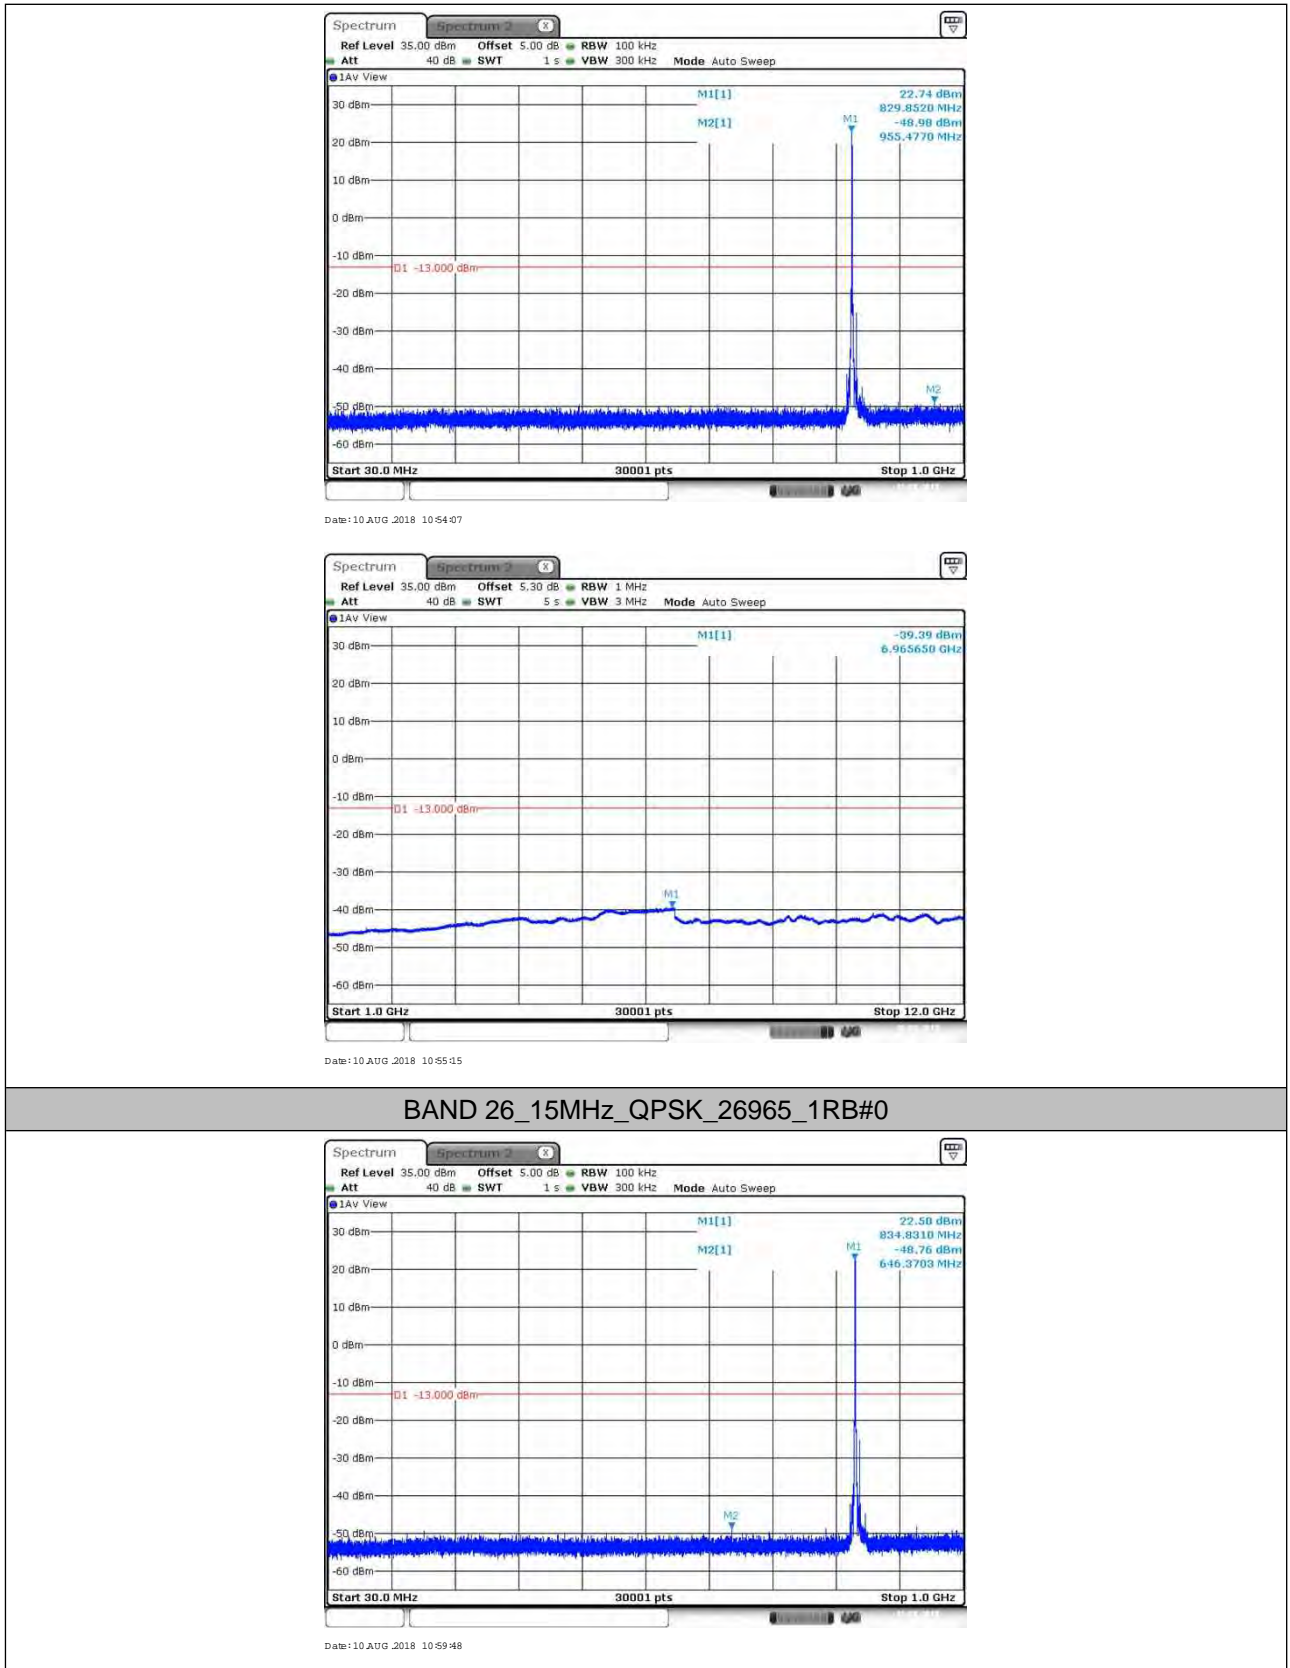 Spectrum Spectrum 2 X
Ref Level 35.00 dBm Offset 5.00 dB RBW 100 kHz
Att 40 dB SWT 1 s VBW 300 kHz Mode Auto Sweep
1Av View
M1[1] 22.74 dBm
829.8520 MHz
M2[1] -48.98 dBm
955.4770 MHz
M1
30 dBm
20 dBm
10 dBm
0 dBm
-10 dBm
D1 -13.000 dBm
-20 dBm
-30 dBm
-40 dBm
M2
-50 dBm
-60 dBm
Start 30.0 MHz 30001 pts Stop 1.0 GHz
Date: 10.AUG.2018 10:54:07
Spectrum Spectrum 2 X
Ref Level 35.00 dBm Offset 5.30 dB RBW 1 MHz
Att 40 dB SWT 5 s VBW 3 MHz Mode Auto Sweep
1Av View
M1[1] -39.39 dBm
6.965650 GHz
30 dBm
20 dBm
10 dBm
0 dBm
-10 dBm
D1 -13.000 dBm
-20 dBm
-30 dBm
M1
-40 dBm
-50 dBm
-60 dBm
Start 1.0 GHz 30001 pts Stop 12.0 GHz
Date: 10.AUG.2018 10:55:15
BAND 26_15MHz_QPSK_26965_1RB#0
Spectrum Spectrum 2 X
Ref Level 35.00 dBm Offset 5.00 dB RBW 100 kHz
Att 40 dB SWT 1 s VBW 300 kHz Mode Auto Sweep
1Av View
M1[1] 22.50 dBm
834.8310 MHz
M2[1] -48.76 dBm
646.3703 MHz
M1
30 dBm
20 dBm
10 dBm
0 dBm
-10 dBm
D1 -13.000 dBm
-20 dBm
-30 dBm
-40 dBm
M2
-50 dBm
-60 dBm
Start 30.0 MHz 30001 pts Stop 1.0 GHz
Date: 10.AUG.2018 10:59:48